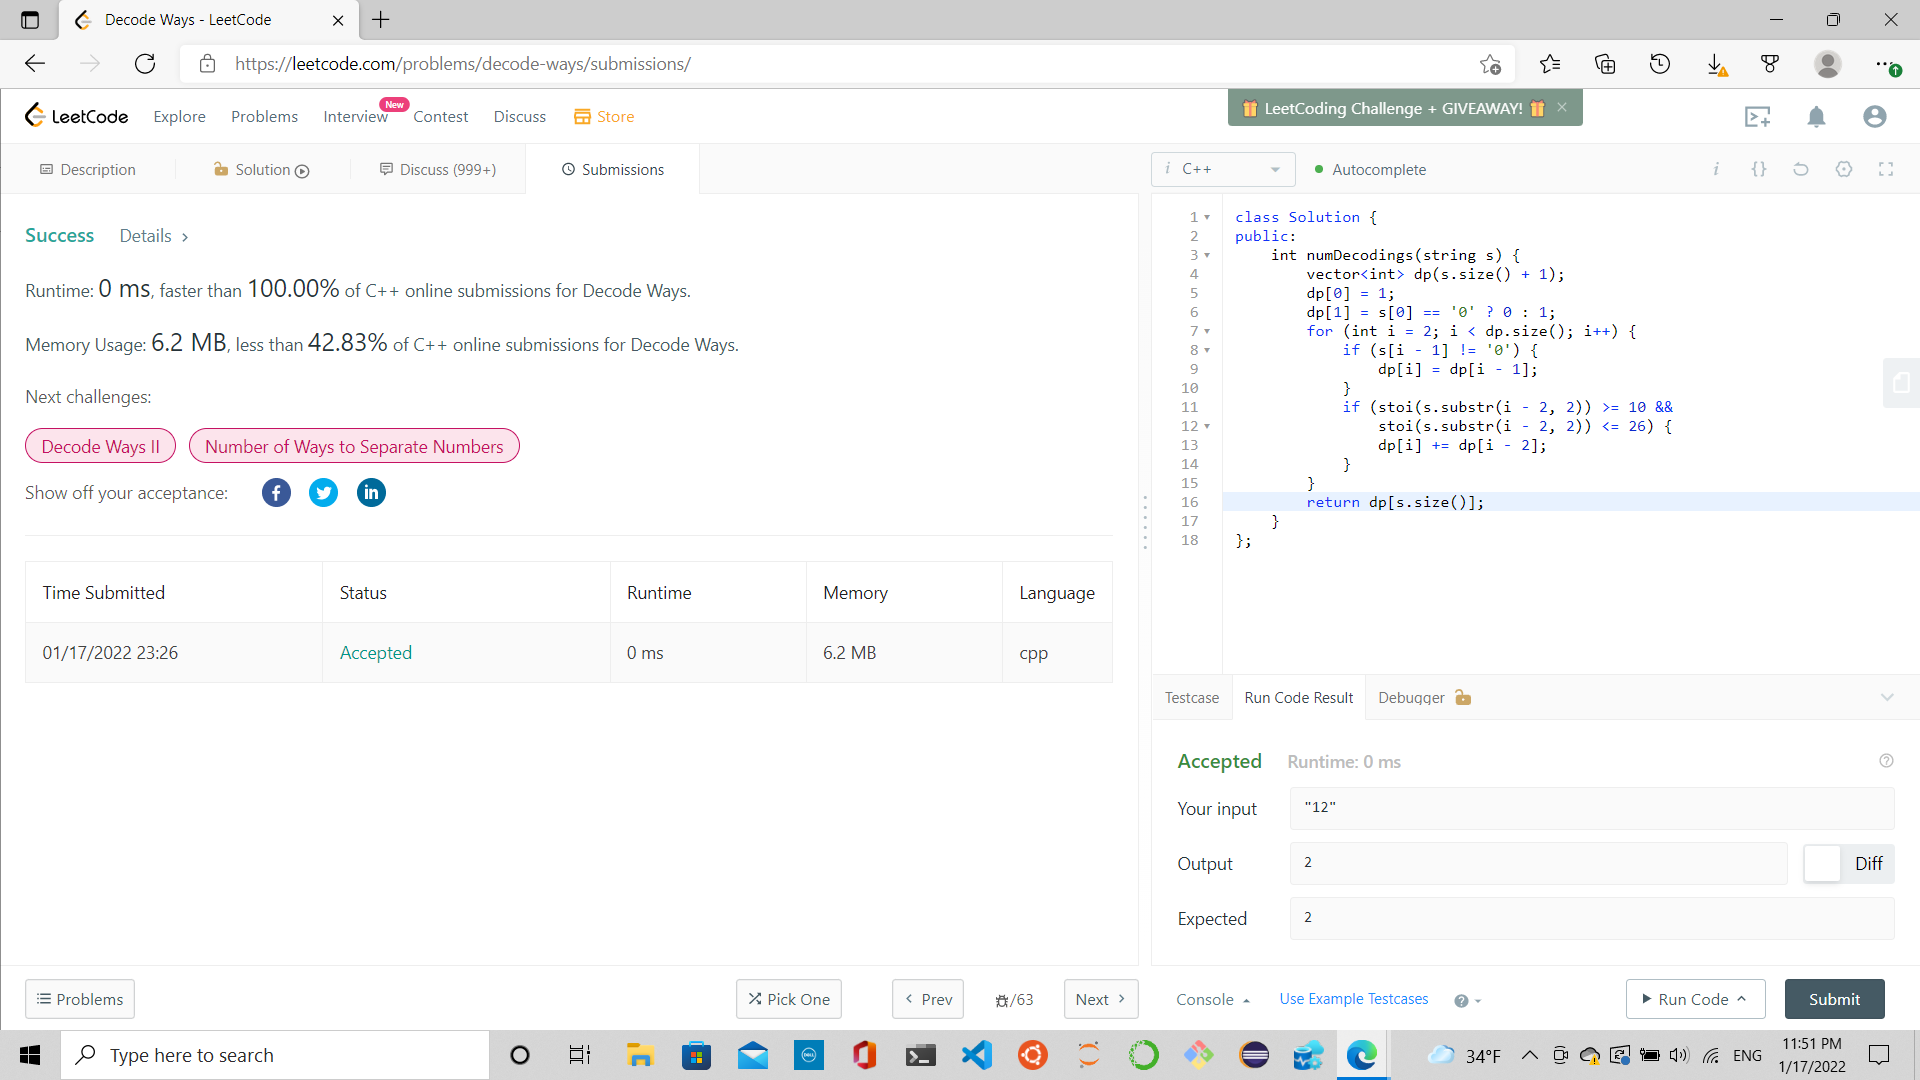 Decode Ways - LeetCode
https://leetcode.com/problems/decode-ways/submissions/
LeetCode Explore Problems Interview New Contest Discuss Store
LeetCoding Challenge + GIVEAWAY!
Description Solution Discuss (999+) Submissions
i C++ Autocomplete
Success Details >
Runtime: 0 ms, faster than 100.00% of C++ online submissions for Decode Ways.
Memory Usage: 6.2 MB, less than 42.83% of C++ online submissions for Decode Ways.
Next challenges:
Decode Ways II Number of Ways to Separate Numbers
Show off your acceptance:
Time Submitted Status Runtime Memory Language
01/17/2022 23:26 Accepted 0 ms 6.2 MB cpp
1 class Solution {
2 public:
3     int numDecodings(string s) {
4         vector<int> dp(s.size() + 1);
5         dp[0] = 1;
6         dp[1] = s[0] == '0' ? 0 : 1;
7         for (int i = 2; i < dp.size(); i++) {
8             if (s[i - 1] != '0') {
9                 dp[i] = dp[i - 1];
10             }
11             if (stoi(s.substr(i - 2, 2)) >= 10 &&
12                 stoi(s.substr(i - 2, 2)) <= 26) {
13                 dp[i] += dp[i - 2];
14             }
15         }
16         return dp[s.size()];
17     }
18 };
Testcase Run Code Result Debugger
Accepted Runtime: 0 ms
Your input "12"
Output 2 Diff
Expected 2
Problems Pick One < Prev /63 Next > Console Use Example Testcases Run Code Submit
Type here to search
34°F ENG 11:51 PM
1/17/2022